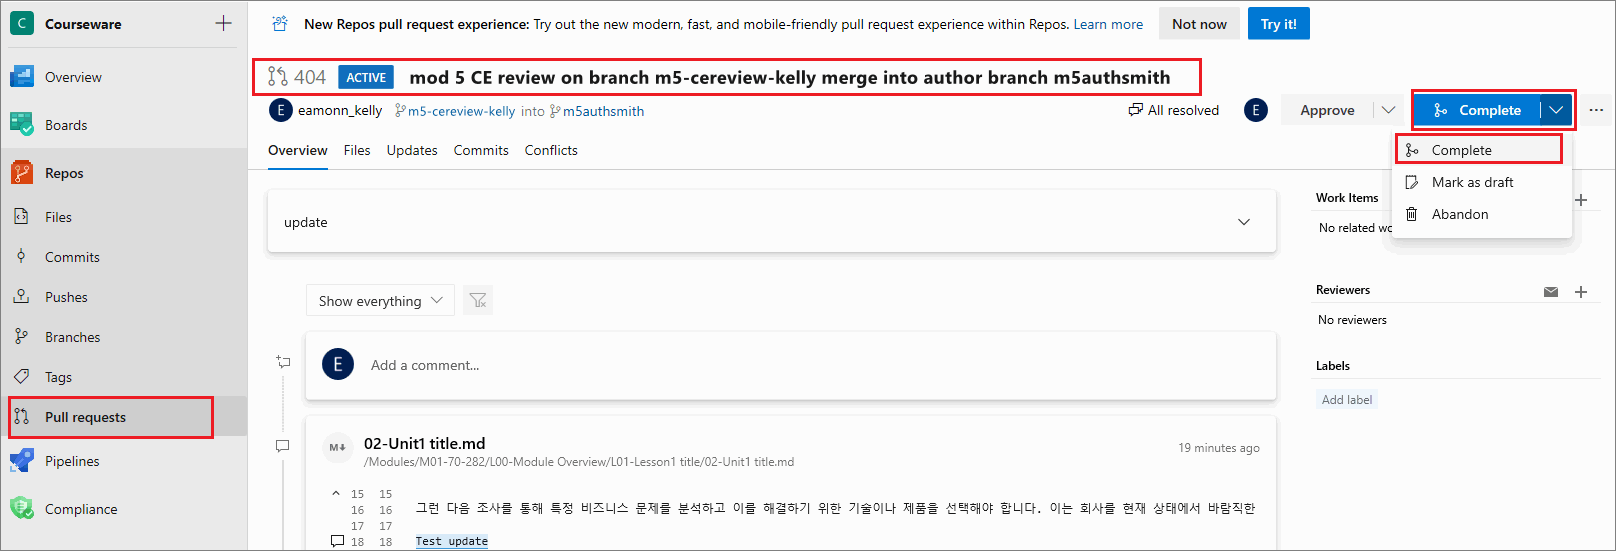 C Courseware
Overview
Boards
Repos
Files
Commits
Pushes
Branches
Tags
Pull requests
Pipelines
Compliance
New Repos pull request experience: Try out the new modern, fast, and mobile-friendly pull request experience within Repos. Learn more Not now Try it!
404 ACTIVE mod 5 CE review on branch m5-cereview-kelly merge into author branch m5authsmith
E eamonn_kelly m5-cereview-kelly into m5authsmith All resolved E Approve Complete ...
Overview Files Updates Commits Conflicts
Complete
Mark as draft
Abandon
update
Work Items
No related wo
Show everything
Reviewers
No reviewers
E Add a comment...
Labels
Add label
M 02-Unit1 title.md 19 minutes ago
/Modules/M01-70-282/L00-Module Overview/L01-Lesson1 title/02-Unit1 title.md
15 15
16 16 그런 다음 조사를 통해 특정 비즈니스 문제를 분석하고 이를 해결하기 위한 기술이나 제품을 선택해야 합니다. 이는 회사를 현재 상태에서 바람직한
17 17
18 18 Test update